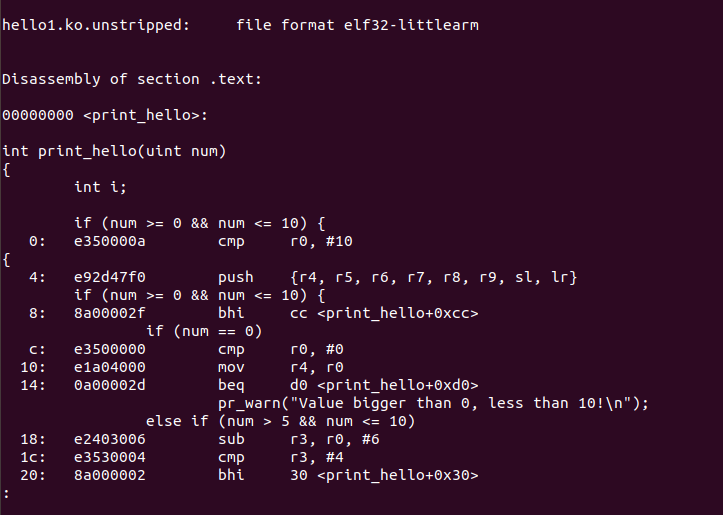 hello1.ko.unstripped:     file format elf32-littlearm
Disassembly of section .text:
00000000 <print_hello>:
int print_hello(uint num)
{
        int i;
        if (num >= 0 && num <= 10) {
   0:   e350000a        cmp     r0, #10
{
   4:   e92d47f0        push    {r4, r5, r6, r7, r8, r9, sl, lr}
        if (num >= 0 && num <= 10) {
   8:   8a00002f        bhi     cc <print_hello+0xcc>
                if (num == 0)
   c:   e3500000        cmp     r0, #0
  10:   e1a04000        mov     r4, r0
  14:   0a00002d        beq     d0 <print_hello+0xd0>
                        pr_warn("Value bigger than 0, less than 10!\n");
                else if (num > 5 && num <= 10)
  18:   e2403006        sub     r3, r0, #6
  1c:   e3530004        cmp     r3, #4
  20:   8a000002        bhi     30 <print_hello+0x30>
: